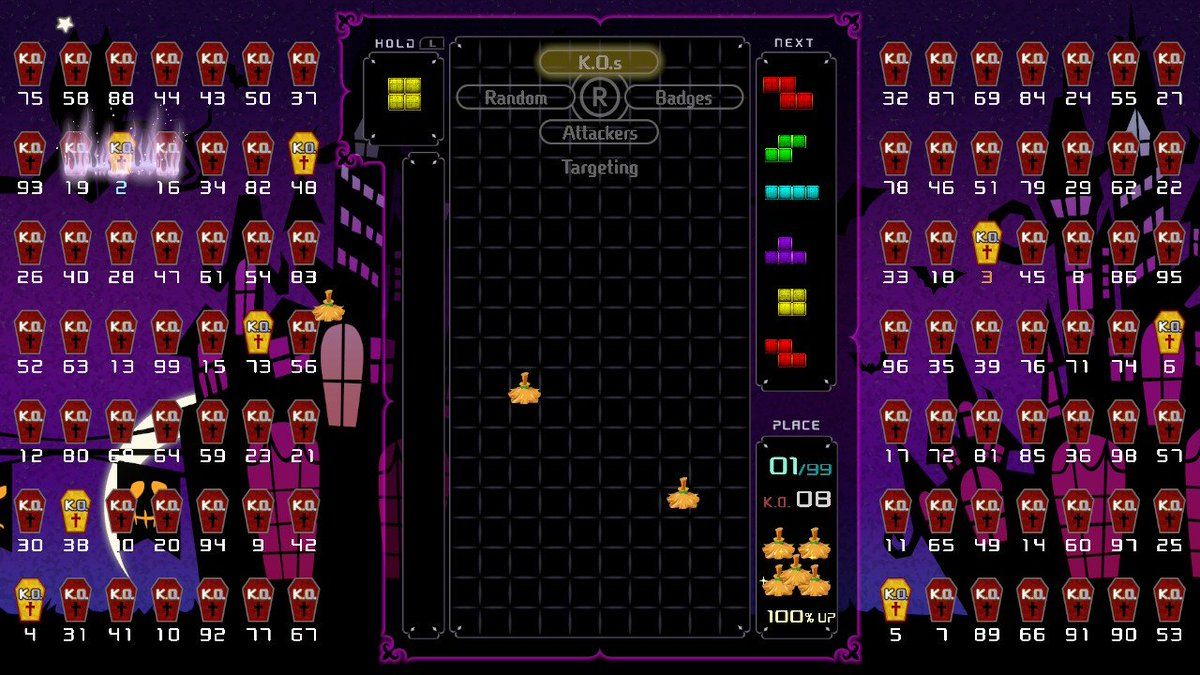 HOLD L
K.O. K.O. K.O. K.O. K.O. K.O. K.O.
75 58 88 44 43 50 37
K.O. K.O. K.O. K.O. K.O. K.O. K.O.
93 19 2 16 34 82 48
K.O. K.O. K.O. K.O. K.O. K.O. K.O.
26 40 28 47 61 54 83
K.O. K.O. K.O. K.O. K.O. K.O. K.O.
52 63 13 99 15 73 56
K.O. K.O. K.O. K.O. K.O. K.O. K.O.
12 80 68 64 59 23 21
K.O. K.O. K.O. K.O. K.O. K.O. K.O.
30 38 20 94 9 42
K.O. K.O. K.O. K.O. K.O. K.O. K.O.
4 31 41 10 92 77 67
K.O.s
Random R Badges
Attackers
Targeting
NEXT
PLACE
01/99
K.O. 08
100% UP
K.O. K.O. K.O. K.O. K.O. K.O. K.O.
32 87 69 84 24 55 27
K.O. K.O. K.O. K.O. K.O. K.O. K.O.
78 46 51 79 29 62 22
K.O. K.O. K.O. K.O. K.O. K.O. K.O.
33 18 3 45 8 86 95
K.O. K.O. K.O. K.O. K.O. K.O. K.O.
96 35 39 76 71 74 6
K.O. K.O. K.O. K.O. K.O. K.O. K.O.
17 72 81 85 36 98 57
K.O. K.O. K.O. K.O. K.O. K.O. K.O.
11 65 49 14 60 97 25
K.O. K.O. K.O. K.O. K.O. K.O. K.O.
5 7 89 66 91 90 53